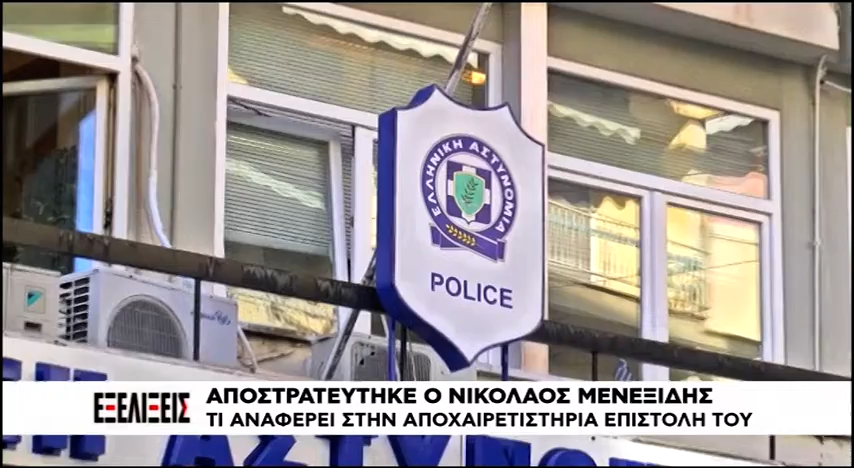 ΕΛΛΗΝΙΚΗ ΑΣΤΥΝΟΜΙΑ
POLICE
ΕΞΕΛΙΞΕΙΣ
ΑΠΟΣΤΡΑΤΕΥΤΗΚΕ Ο ΝΙΚΟΛΑΟΣ ΜΕΝΕΞΙΔΗΣ
ΤΙ ΑΝΑΦΕΡΕΙ ΣΤΗΝ ΑΠΟΧΑΙΡΕΤΙΣΤΗΡΙΑ ΕΠΙΣΤΟΛΗ ΤΟΥ